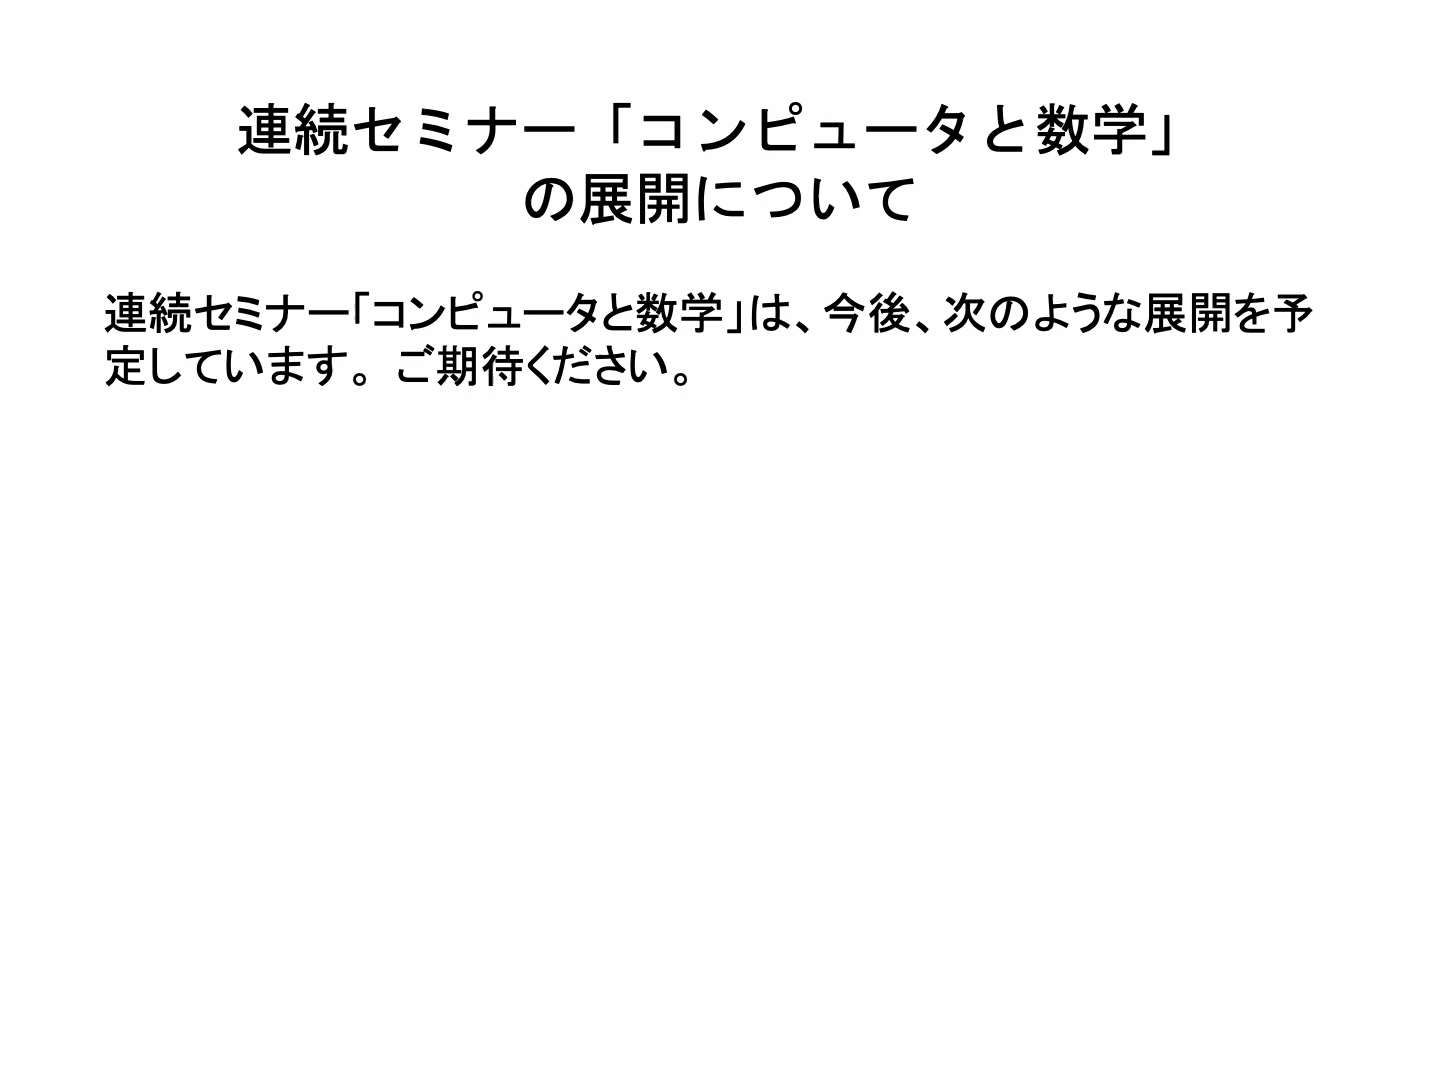 連続セミナー「コンピュータと数学」
の展開について
連続セミナー「コンピュータと数学」は、今後、次のような展開を予
定しています。ご期待ください。